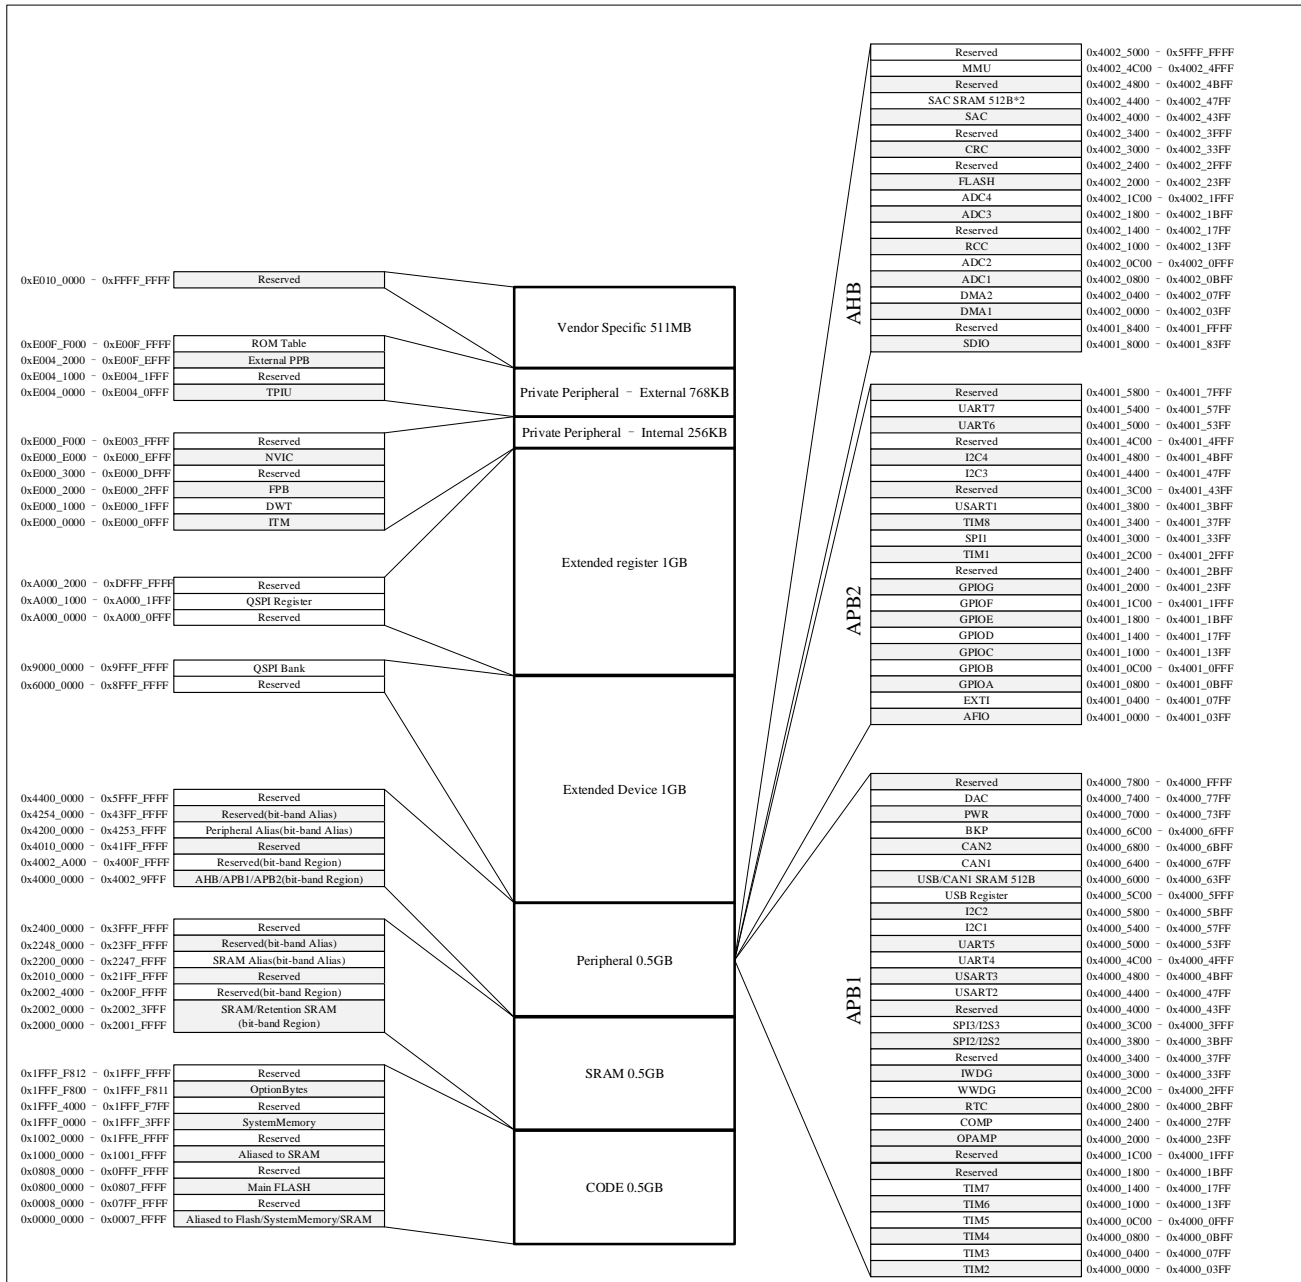 0xE010_0000 - 0xFFFF_FFFF Reserved
0xE00F_F000 - 0xE00F_FFFF ROM Table
0xE004_2000 - 0xE00F_EFFF External PPB
0xE004_1000 - 0xE004_1FFF Reserved
0xE004_0000 - 0xE004_0FFF TPIU
0xE000_F000 - 0xE003_FFFF Reserved
0xE000_E000 - 0xE000_EFFF NVIC
0xE000_3000 - 0xE000_DFFF Reserved
0xE000_2000 - 0xE000_2FFF FPB
0xE000_1000 - 0xE000_1FFF DWT
0xE000_0000 - 0xE000_0FFF ITM
0xA000_2000 - 0xDFFF_FFFF Reserved
0xA000_1000 - 0xA000_1FFF QSPI Register
0xA000_0000 - 0xA000_0FFF Reserved
0x9000_0000 - 0x9FFF_FFFF QSPI Bank
0x6000_0000 - 0x8FFF_FFFF Reserved
0x4400_0000 - 0x5FFF_FFFF Reserved
0x4254_0000 - 0x43FF_FFFF Reserved(bit-band Alias)
0x4200_0000 - 0x4253_FFFF Peripheral Alias(bit-band Alias)
0x4010_0000 - 0x41FF_FFFF Reserved
0x4002_A000 - 0x400F_FFFF Reserved(bit-band Region)
0x4000_0000 - 0x4002_9FFF AHB/APB1/APB2(bit-band Region)
0x2400_0000 - 0x3FFF_FFFF Reserved
0x2248_0000 - 0x23FF_FFFF Reserved(bit-band Alias)
0x2200_0000 - 0x2247_FFFF SRAM Alias(bit-band Alias)
0x2010_0000 - 0x21FF_FFFF Reserved
0x2002_4000 - 0x200F_FFFF Reserved(bit-band Region)
0x2002_0000 - 0x2002_3FFF SRAM/Retention SRAM
0x2000_0000 - 0x2001_FFFF (bit-band Region)
0x1FFF_F812 - 0x1FFF_FFFF Reserved
0x1FFF_F800 - 0x1FFF_F811 OptionBytes
0x1FFF_4000 - 0x1FFF_F7FF Reserved
0x1FFF_0000 - 0x1FFF_3FFF SystemMemory
0x1002_0000 - 0x1FFE_FFFF Reserved
0x1000_0000 - 0x1001_FFFF Aliased to SRAM
0x0808_0000 - 0x0FFF_FFFF Reserved
0x0800_0000 - 0x0807_FFFF Main FLASH
0x0008_0000 - 0x07FF_FFFF Reserved
0x0000_0000 - 0x0007_FFFF Aliased to Flash/SystemMemory/SRAM
Vendor Specific 511MB
Private Peripheral - External 768KB
Private Peripheral - Internal 256KB
Extended register 1GB
Extended Device 1GB
Peripheral 0.5GB
SRAM 0.5GB
CODE 0.5GB
AHB
Reserved 0x4002_5000 - 0x5FFF_FFFF
MMU 0x4002_4C00 - 0x4002_4FFF
Reserved 0x4002_4800 - 0x4002_4BFF
SAC SRAM 512B*2 0x4002_4400 - 0x4002_47FF
SAC 0x4002_4000 - 0x4002_43FF
Reserved 0x4002_3400 - 0x4002_3FFF
CRC 0x4002_3000 - 0x4002_33FF
Reserved 0x4002_2400 - 0x4002_2FFF
FLASH 0x4002_2000 - 0x4002_23FF
ADC4 0x4002_1C00 - 0x4002_1FFF
ADC3 0x4002_1800 - 0x4002_1BFF
Reserved 0x4002_1400 - 0x4002_17FF
RCC 0x4002_1000 - 0x4002_13FF
ADC2 0x4002_0C00 - 0x4002_0FFF
ADC1 0x4002_0800 - 0x4002_0BFF
DMA2 0x4002_0400 - 0x4002_07FF
DMA1 0x4002_0000 - 0x4002_03FF
Reserved 0x4001_8400 - 0x4001_FFFF
SDIO 0x4001_8000 - 0x4001_83FF
APB2
Reserved 0x4001_5800 - 0x4001_7FFF
UART7 0x4001_5400 - 0x4001_57FF
UART6 0x4001_5000 - 0x4001_53FF
Reserved 0x4001_4C00 - 0x4001_4FFF
I2C4 0x4001_4800 - 0x4001_4BFF
I2C3 0x4001_4400 - 0x4001_47FF
Reserved 0x4001_3C00 - 0x4001_43FF
USART1 0x4001_3800 - 0x4001_3BFF
TIM8 0x4001_3400 - 0x4001_37FF
SPI1 0x4001_3000 - 0x4001_33FF
TIM1 0x4001_2C00 - 0x4001_2FFF
Reserved 0x4001_2400 - 0x4001_2BFF
GPIOG 0x4001_2000 - 0x4001_23FF
GPIOF 0x4001_1C00 - 0x4001_1FFF
GPIOE 0x4001_1800 - 0x4001_1BFF
GPIOD 0x4001_1400 - 0x4001_17FF
GPIOC 0x4001_1000 - 0x4001_13FF
GPIOB 0x4001_0C00 - 0x4001_0FFF
GPIOA 0x4001_0800 - 0x4001_0BFF
EXTI 0x4001_0400 - 0x4001_07FF
AFIO 0x4001_0000 - 0x4001_03FF
APB1
Reserved 0x4000_7800 - 0x4000_FFFF
DAC 0x4000_7400 - 0x4000_77FF
PWR 0x4000_7000 - 0x4000_73FF
BKP 0x4000_6C00 - 0x4000_6FFF
CAN2 0x4000_6800 - 0x4000_6BFF
CAN1 0x4000_6400 - 0x4000_67FF
USB/CAN1 SRAM 512B 0x4000_6000 - 0x4000_63FF
USB Register 0x4000_5C00 - 0x4000_5FFF
I2C2 0x4000_5800 - 0x4000_5BFF
I2C1 0x4000_5400 - 0x4000_57FF
UART5 0x4000_5000 - 0x4000_53FF
UART4 0x4000_4C00 - 0x4000_4FFF
USART3 0x4000_4800 - 0x4000_4BFF
USART2 0x4000_4400 - 0x4000_47FF
Reserved 0x4000_4000 - 0x4000_43FF
SPI3/I2S3 0x4000_3C00 - 0x4000_3FFF
SPI2/I2S2 0x4000_3800 - 0x4000_3BFF
Reserved 0x4000_3400 - 0x4000_37FF
IWDG 0x4000_3000 - 0x4000_33FF
WWDG 0x4000_2C00 - 0x4000_2FFF
RTC 0x4000_2800 - 0x4000_2BFF
COMP 0x4000_2400 - 0x4000_27FF
OPAMP 0x4000_2000 - 0x4000_23FF
Reserved 0x4000_1C00 - 0x4000_1FFF
Reserved 0x4000_1800 - 0x4000_1BFF
TIM7 0x4000_1400 - 0x4000_17FF
TIM6 0x4000_1000 - 0x4000_13FF
TIM5 0x4000_0C00 - 0x4000_0FFF
TIM4 0x4000_0800 - 0x4000_0BFF
TIM3 0x4000_0400 - 0x4000_07FF
TIM2 0x4000_0000 - 0x4000_03FF